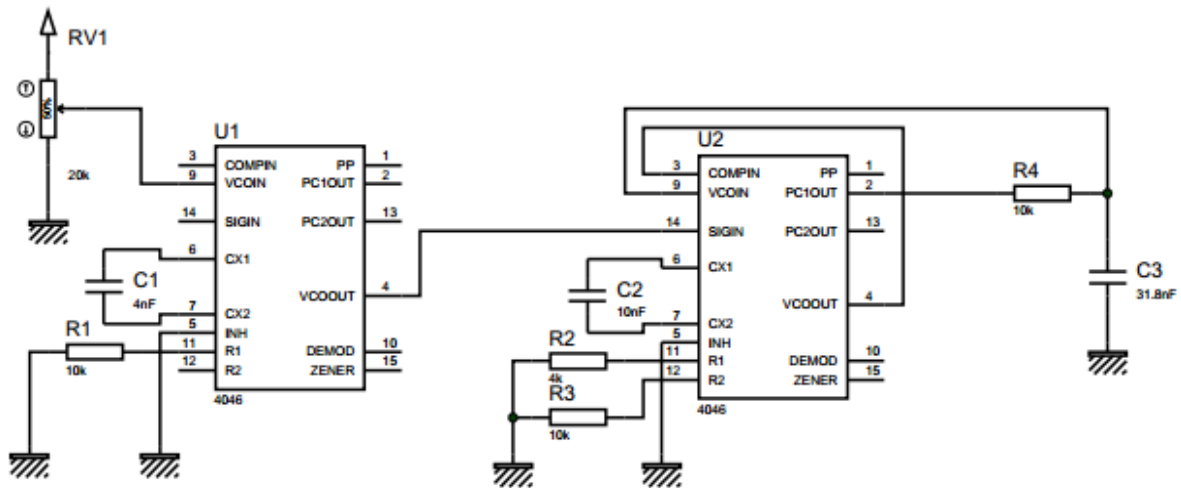 RV1
50%
20k
U1
3 COMPIN PP 1
9 VCOIN PC1OUT 2
14 SIGIN PC2OUT 13
6 CX1
VCOOUT 4
7 CX2
5 INH
11 R1 DEMOD 10
12 R2 ZENER 15
4046
C1
4nF
R1
10k
U2
3 COMPIN PP 1
9 VCOIN PC1OUT 2
14 SIGIN PC2OUT 13
6 CX1
VCOOUT 4
7 CX2
5 INH
11 R1 DEMOD 10
12 R2 ZENER 15
4046
C2
10nF
R2
4k
R3
10k
R4
10k
C3
31.8nF